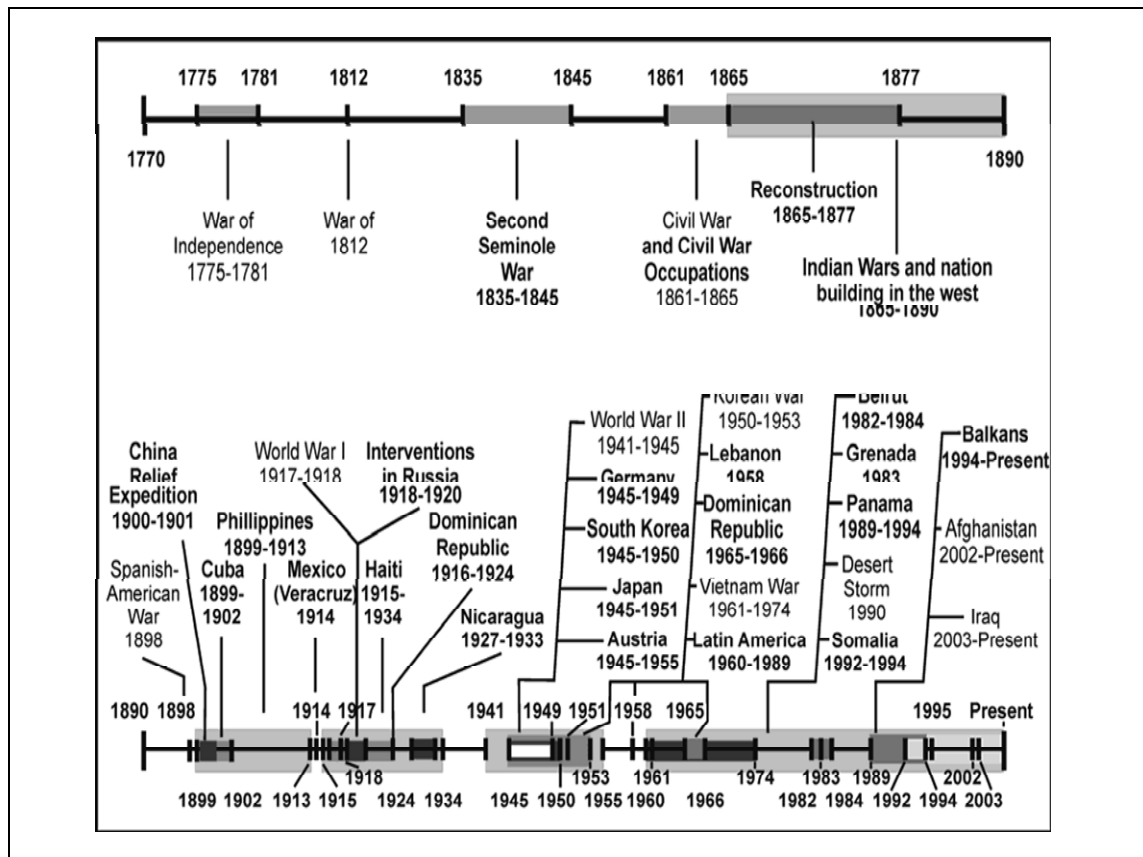 1775 1781 1812 1835 1845 1861 1865 1877
1770 1890
War of
Independence
1775-1781
War of
1812
Second
Seminole
War
1835-1845
Civil War
and Civil War
Occupations
1861-1865
Reconstruction
1865-1877
Indian Wars and nation
building in the west
1865-1890
China
Relief
Expedition
1900-1901
Spanish-
American
War
1898
Cuba
1899-
1902
Phillippines
1899-1913
World War I
1917-1918
Mexico
(Veracruz)
1914
Interventions
in Russia
1918-1920
Haiti
1915-
1934
Dominican
Republic
1916-1924
Nicaragua
1927-1933
World War II
1941-1945
Germany
1945-1949
South Korea
1945-1950
Japan
1945-1951
Austria
1945-1955
Korean War
1950-1953
Lebanon
1958
Dominican
Republic
1965-1966
Vietnam War
1961-1974
Latin America
1960-1989
Beirut
1982-1984
Grenada
1983
Panama
1989-1994
Desert
Storm
1990
Somalia
1992-1994
Balkans
1994-Present
Afghanistan
2002-Present
Iraq
2003-Present
1890 1898 1914 1917 1941 1949 1951 1958 1965 1995 Present
1918 1953 1961 1974 1983 1989 2002
1899 1902 1913 1915 1924 1934 1945 1950 1955 1960 1966 1982 1984 1992 1994 2003